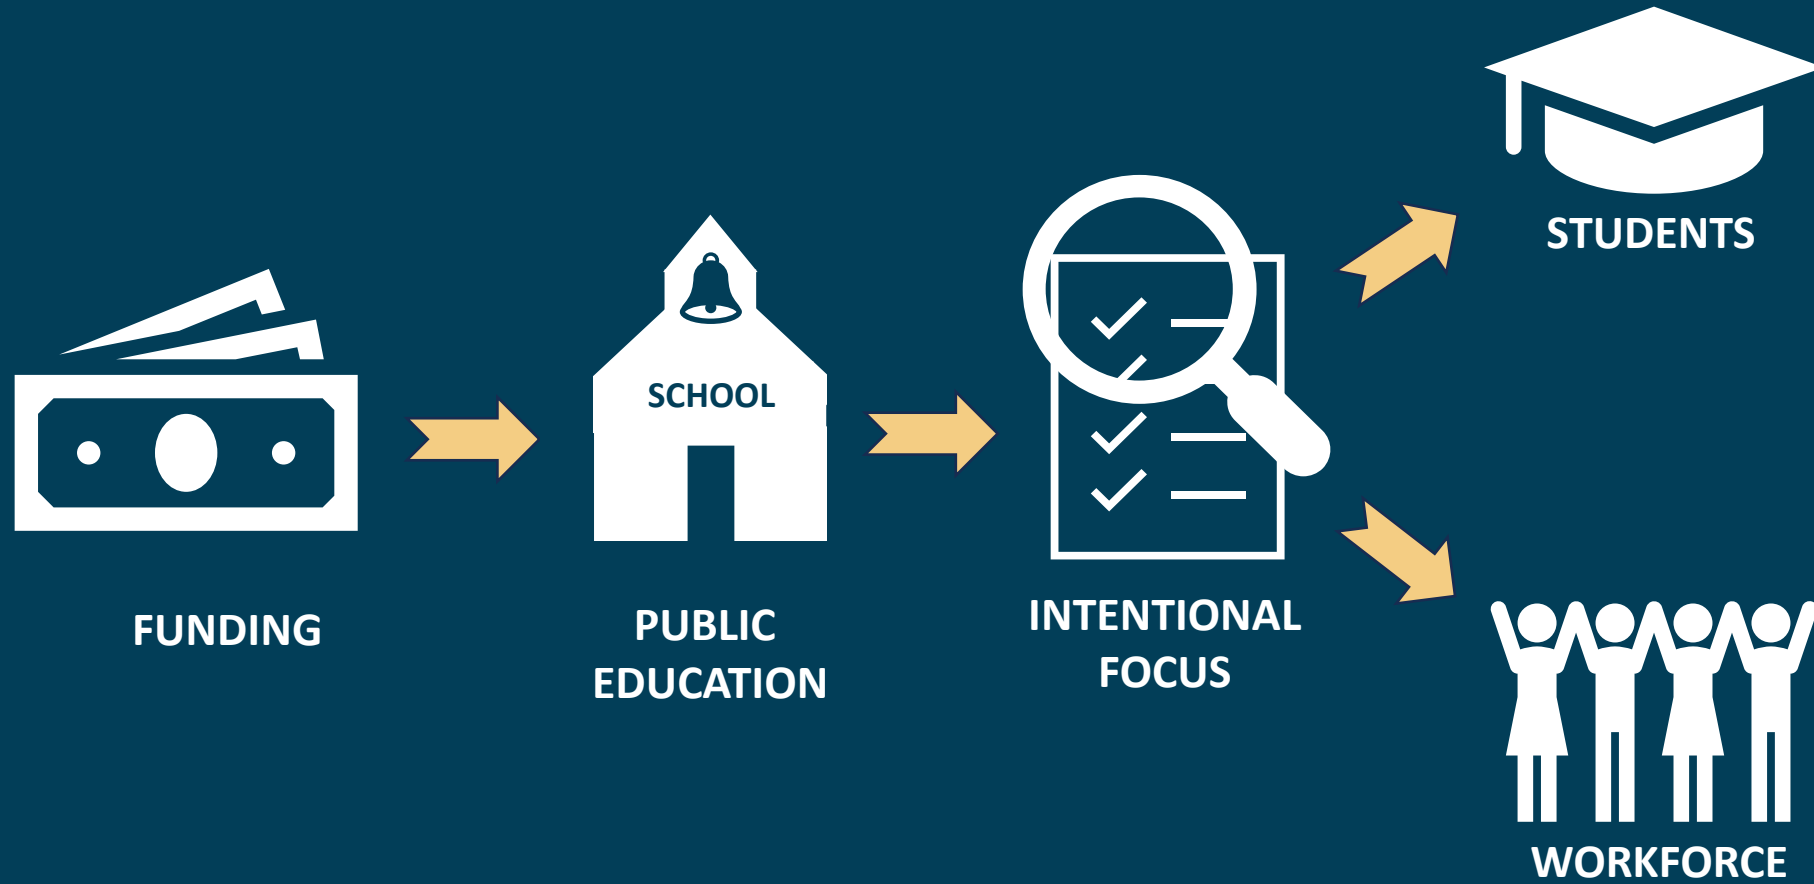 FUNDING
SCHOOL
PUBLIC
EDUCATION
INTENTIONAL
FOCUS
STUDENTS
WORKFORCE